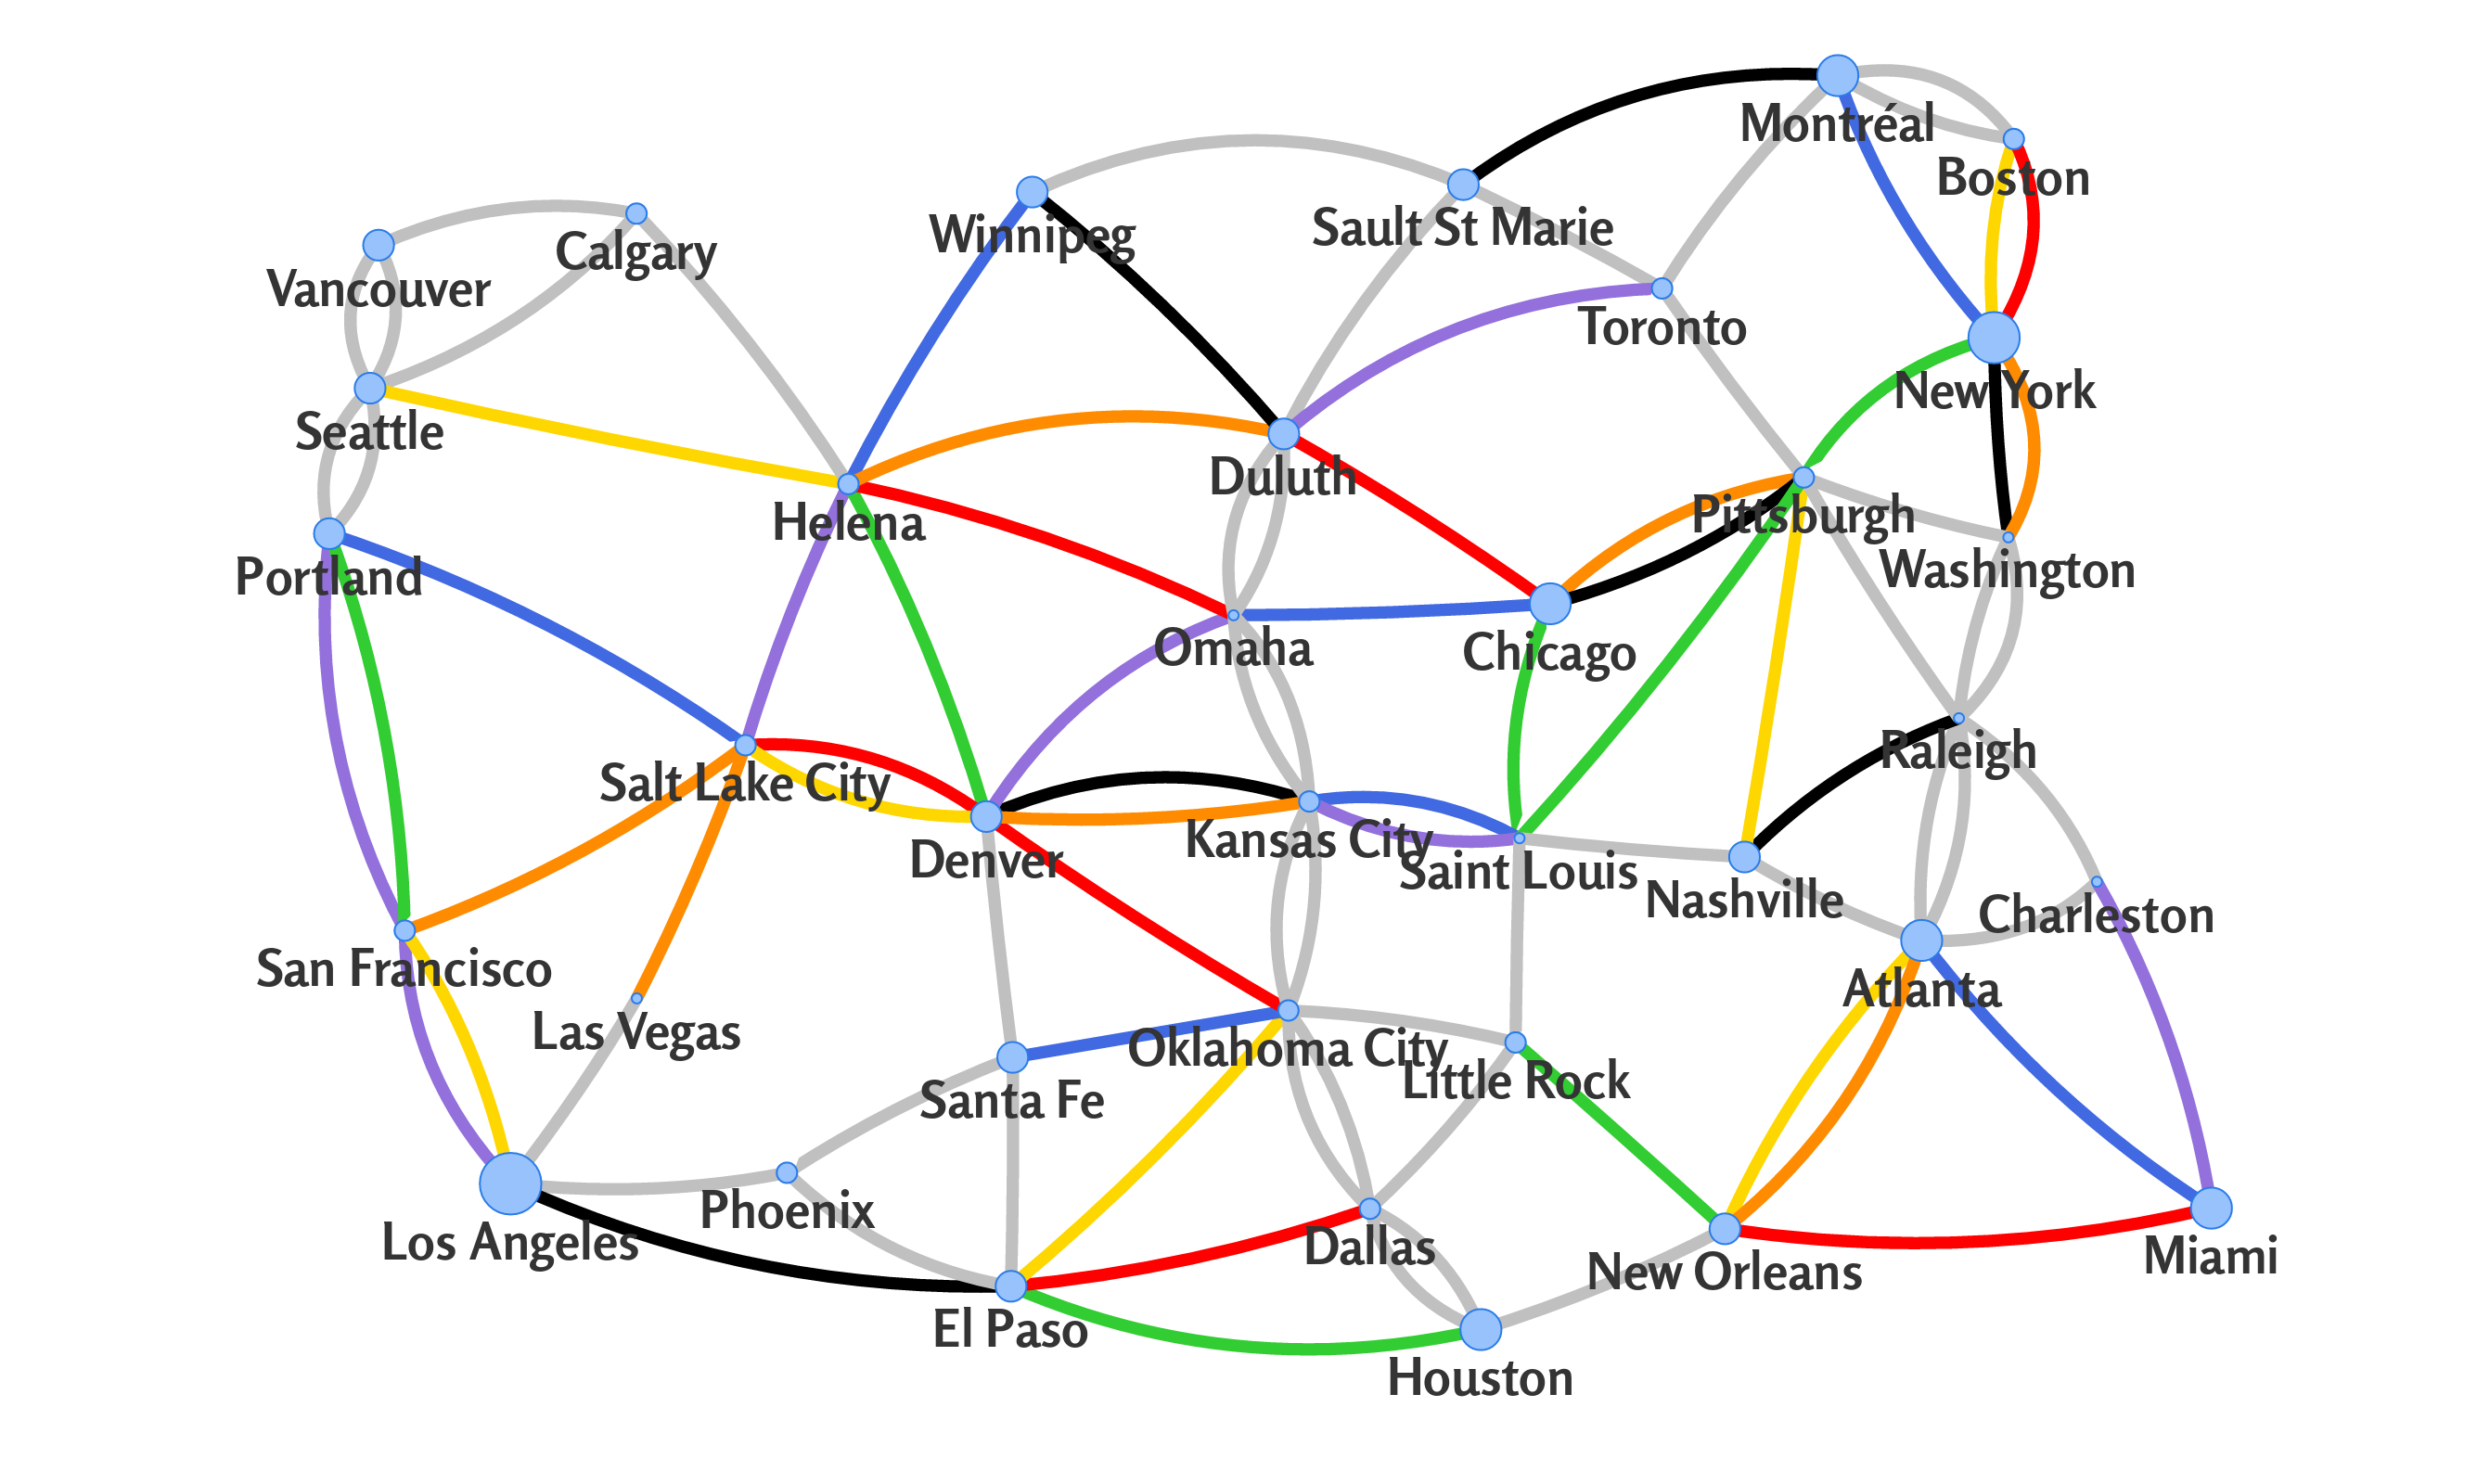 Montréal
Boston
Winnipeg
Sault St Marie
Calgary
Vancouver
Toronto
New York
Seattle
Duluth
Helena
Pittsburgh
Washington
Portland
Omaha
Chicago
Raleigh
Salt Lake City
Kansas City
Denver
Saint Louis
Nashville
Charleston
San Francisco
Atlanta
Las Vegas
Oklahoma City
Little Rock
Santa Fe
Phoenix
Los Angeles
Dallas
Miami
New Orleans
El Paso
Houston